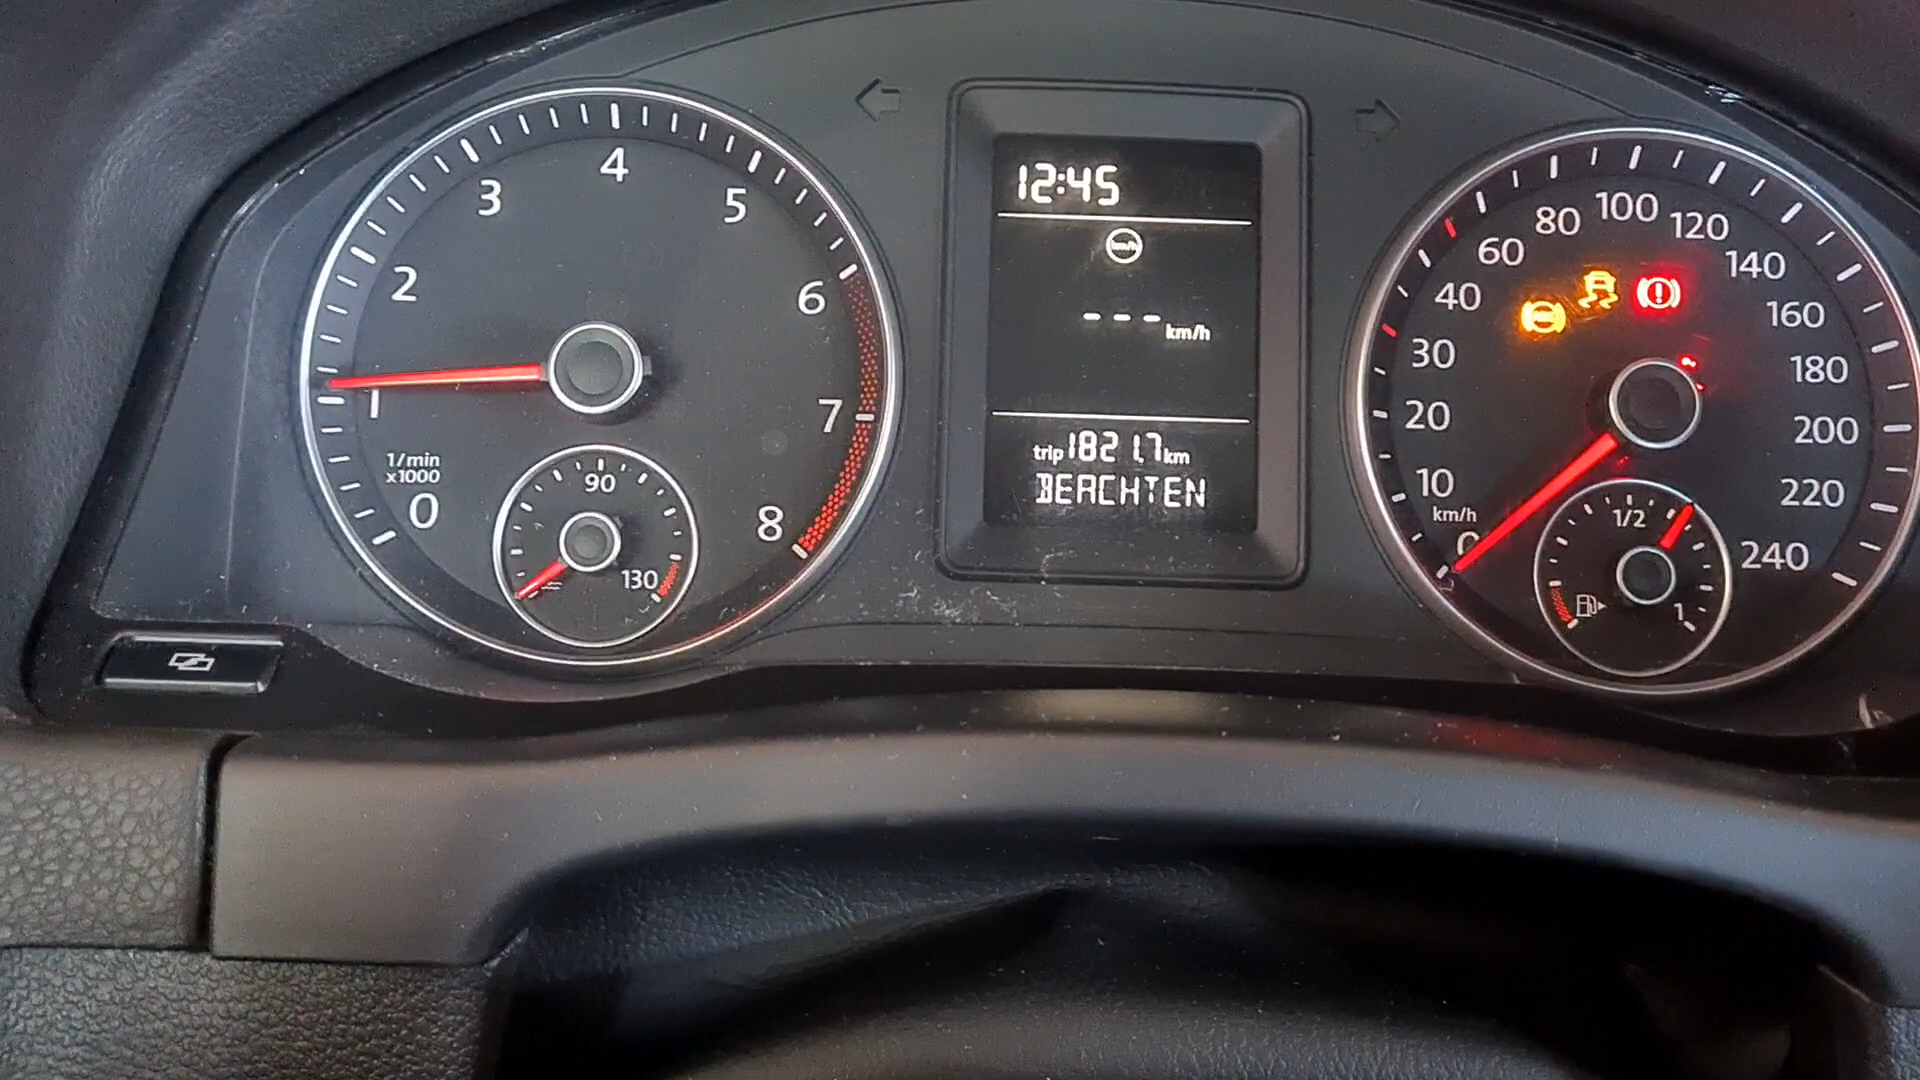 12:45
km/h
--- km/h
trip 1821.7 km
BEACHTEN
0 1 2 3 4 5 6 7 8
1/min
x1000
90
130
0 10 20 30 40 60 80 100 120 140 160 180 200 220 240
km/h
1/2
1